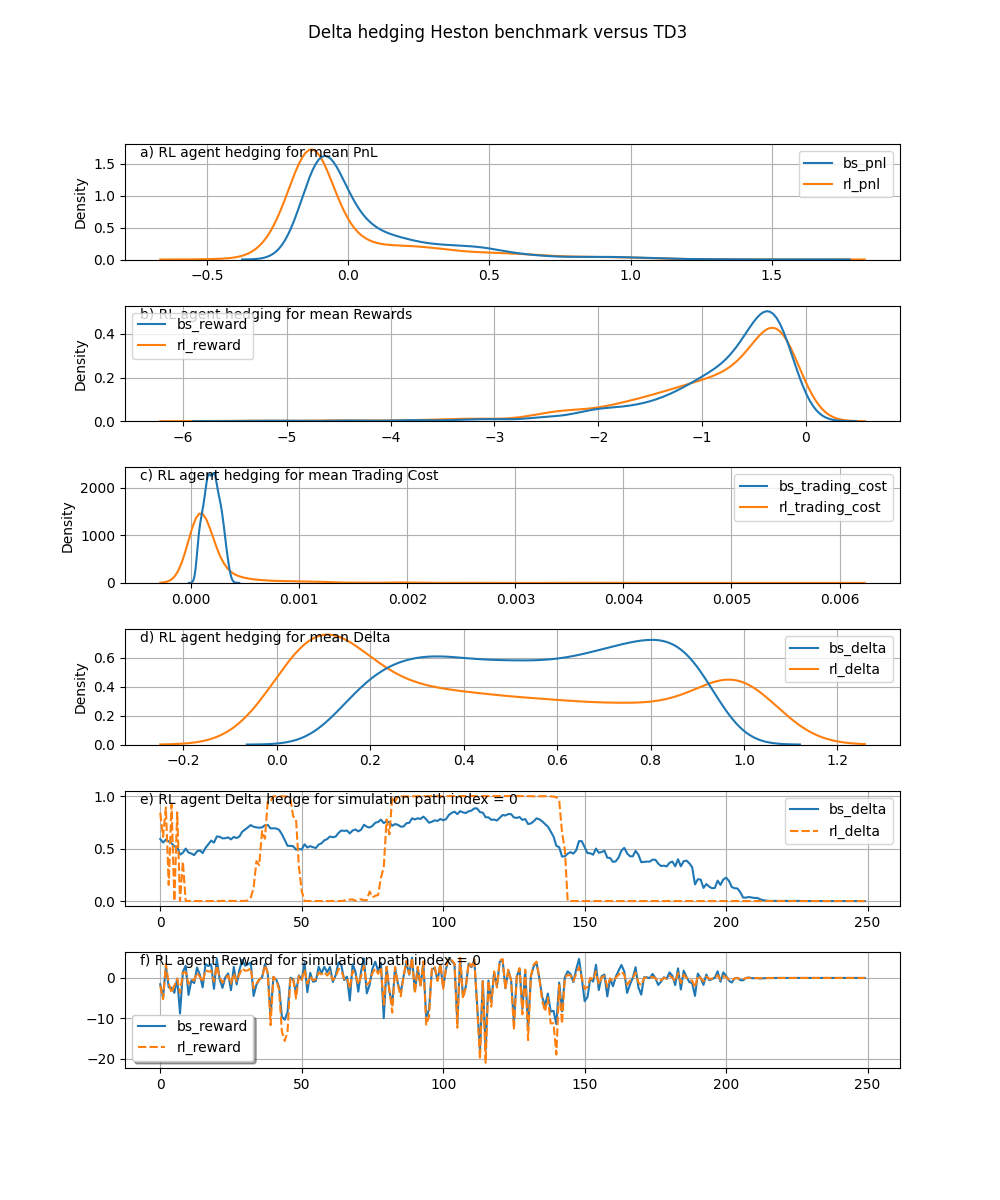 Delta hedging Heston benchmark versus TD3
a) RL agent hedging for mean PnL
Density
1.5
1.0
0.5
0.0
−0.5
0.0
0.5
1.0
1.5
bs_pnl
rl_pnl
b) RL agent hedging for mean Rewards
Density
0.4
0.2
0.0
−6
−5
−4
−3
−2
−1
0
bs_reward
rl_reward
c) RL agent hedging for mean Trading Cost
Density
2000
1000
0
0.000
0.001
0.002
0.003
0.004
0.005
0.006
bs_trading_cost
rl_trading_cost
d) RL agent hedging for mean Delta
Density
0.6
0.4
0.2
0.0
−0.2
0.0
0.2
0.4
0.6
0.8
1.0
1.2
bs_delta
rl_delta
e) RL agent Delta hedge for simulation path index = 0
1.0
0.5
0.0
0
50
100
150
200
250
bs_delta
rl_delta
f) RL agent Reward for simulation path index = 0
0
−10
−20
0
50
100
150
200
250
bs_reward
rl_reward